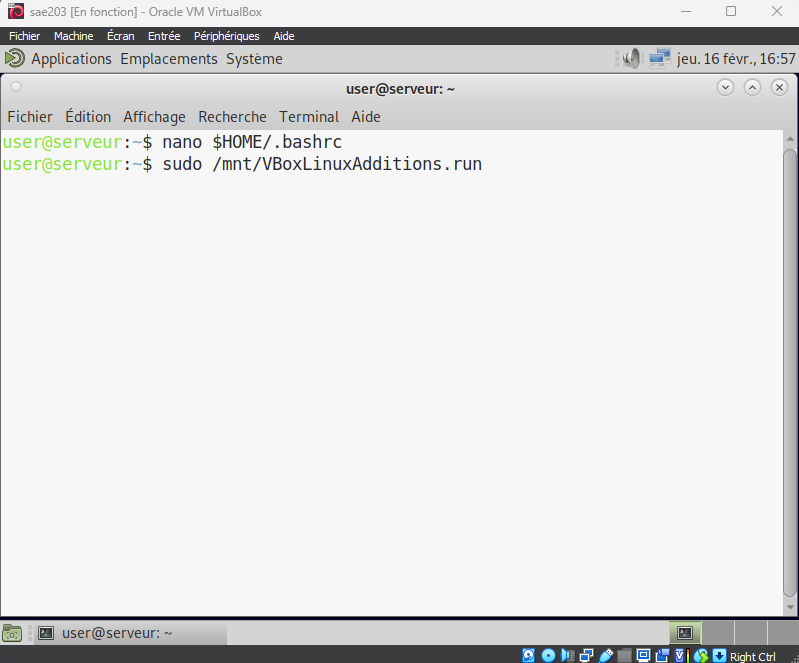 sae203 [En fonction] - Oracle VM VirtualBox
Fichier Machine Écran Entrée Périphériques Aide
Applications Emplacements Système jeu. 16 févr., 16:57
user@serveur: ~
Fichier Édition Affichage Recherche Terminal Aide
user@serveur:~$ nano $HOME/.bashrc
user@serveur:~$ sudo /mnt/VBoxLinuxAdditions.run
user@serveur: ~
Right Ctrl